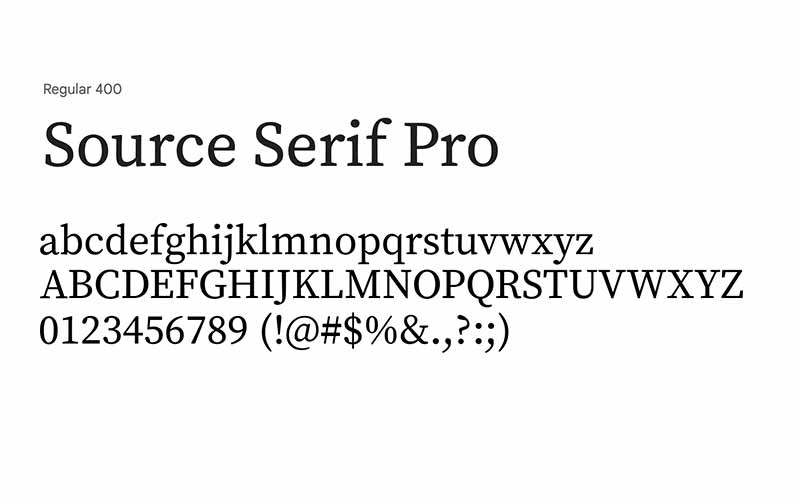 Regular 400
Source Serif Pro
abcdefghijklmnopqrstuvwxyz
ABCDEFGHIJKLMNOPQRSTUVWXYZ
0123456789 (!@#$%&.,?:;)